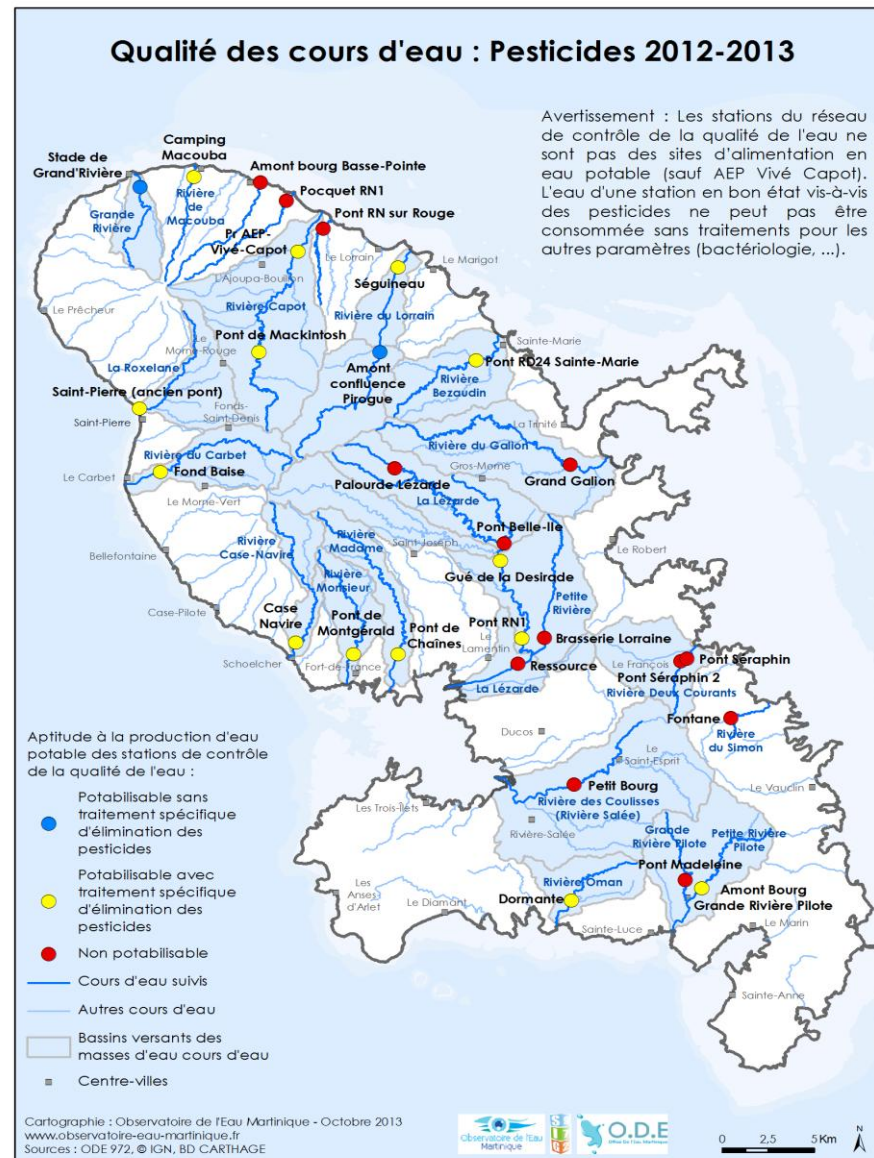 Qualité des cours d'eau : Pesticides 2012-2013
Avertissement : Les stations du réseau
de contrôle de la qualité de l'eau ne
sont pas des sites d'alimentation en
eau potable (sauf AEP Vivé Capot).
L'eau d'une station en bon état vis-à-vis
des pesticides ne peut pas être
consommée sans traitements pour les
autres paramètres (bactériologie, ...).
Stade de
Grand'Rivière
Camping
Macouba
Amont bourg Basse-Pointe
Pocquet RN1
Pont RN sur Rouge
Grande
Rivière
Rivière
de
Macouba
Pr AEP-
Vivé-Capot
Le Lorrain
Le Marigot
L'Ajoupa-Bouillon
Séguineau
Rivière Capot
Rivière du Lorrain
Le Prêcheur
Pont de Mackintosh
Le
Morne-Rouge
Sainte-Marie
Pont RD24 Sainte-Marie
La Roxelane
Amont
confluence
Pirogue
Rivière
Bezaudin
Saint-Pierre (ancien pont)
Saint-Pierre
Fonds-
Saint-Denis
La Trinité
Rivière du Galion
Rivière du Carbet
Le Carbet
Fond Baise
Gros-Morne
Palourde Lézarde
Grand Galion
Le Morne-Vert
La Lézarde
Pont Belle-Ile
Rivière
Case-Navire
Rivière
Madame
Saint-Joseph
Le Robert
Bellefontaine
Rivière
Monsieur
Gué de la Desirade
Petite
Rivière
Case-Pilote
Case
Navire
Pont de
Montgérald
Pont de
Chaînes
Pont RN1
Le
Lamentin
Brasserie Lorraine
Schoelcher
Fort-de-France
Ressource
La Lézarde
Le François
Pont Séraphin
Pont Séraphin 2
Rivière Deux Courants
Fontane
Rivière
du Simon
Ducos
Le
Saint-Esprit
Le Vauclin
Petit Bourg
Rivière des Coulisses
(Rivière Salée)
Les Trois-Îlets
Rivière-Salée
Grande
Rivière Pilote
Petite Rivière
Pilote
Pont Madeleine
Rivière Oman
Les
Anses
d'Arlet
Le Diamant
Dormante
Amont Bourg
Grande Rivière Pilote
Sainte-Luce
Le Marin
Sainte-Anne
Aptitude à la production d'eau
potable des stations de contrôle
de la qualité de l'eau :
Potabilisable sans
traitement spécifique
d'élimination des
pesticides
Potabilisable avec
traitement spécifique
d'élimination des
pesticides
Non potabilisable
Cours d'eau suivis
Autres cours d'eau
Bassins versants des
masses d'eau cours d'eau
Centre-villes
Cartographie : Observatoire de l'Eau Martinique - Octobre 2013
www.observatoire-eau-martinique.fr
Sources : ODE 972, © IGN, BD CARTHAGE
Observatoire de l'Eau
Martinique
O.D.E
0 2,5 5 Km
N